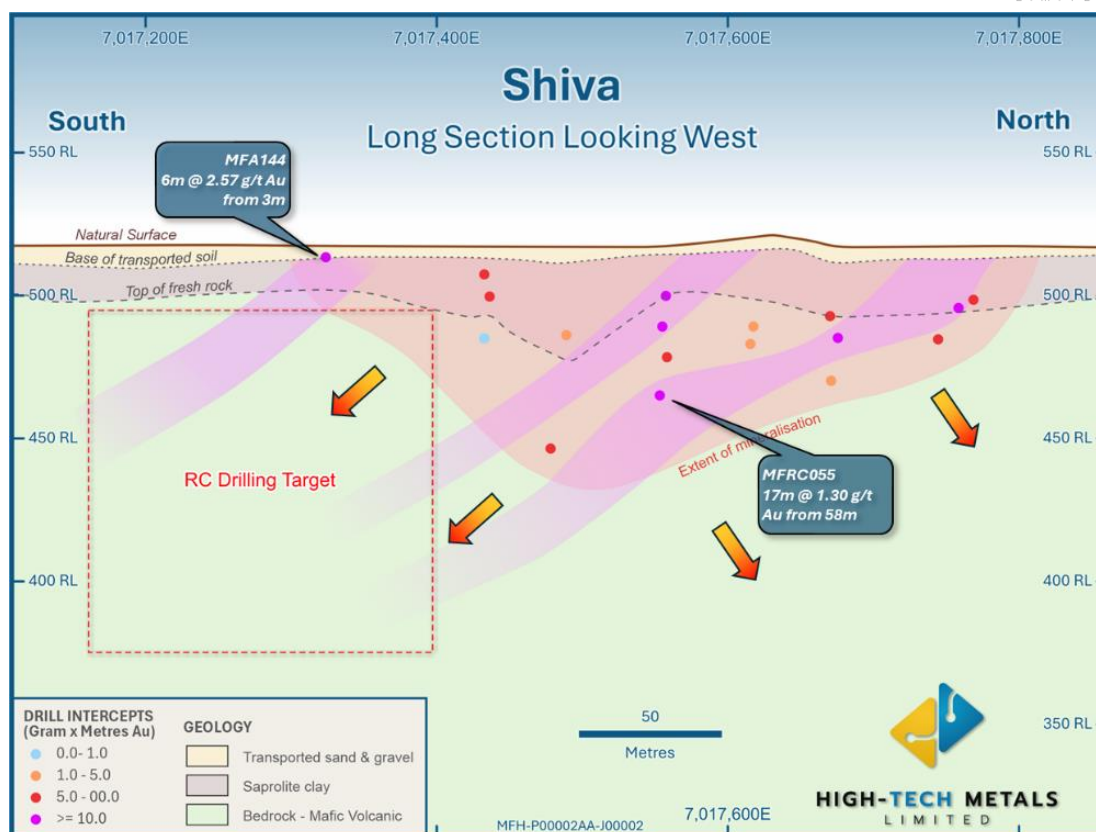 7,017,200E
7,017,400E
7,017,600E
7,017,800E
Shiva
Long Section Looking West
South
North
550 RL
550 RL
MFA144
6m @ 2.57 g/t Au
from 3m
Natural Surface
Base of transported soil
Top of fresh rock
500 RL
500 RL
450 RL
450 RL
RC Drilling Target
Extent of mineralisation
MFRC055
17m @ 1.30 g/t
Au from 58m
400 RL
400 RL
DRILL INTERCEPTS
(Gram x Metres Au)
0.0- 1.0
1.0 - 5.0
5.0 - 00.0
>= 10.0
GEOLOGY
Transported sand & gravel
Saprolite clay
Bedrock - Mafic Volcanic
50
Metres
350 RL
7,017,600E
MFH-P00002AA-J00002
HIGH-TECH METALS
LIMITED